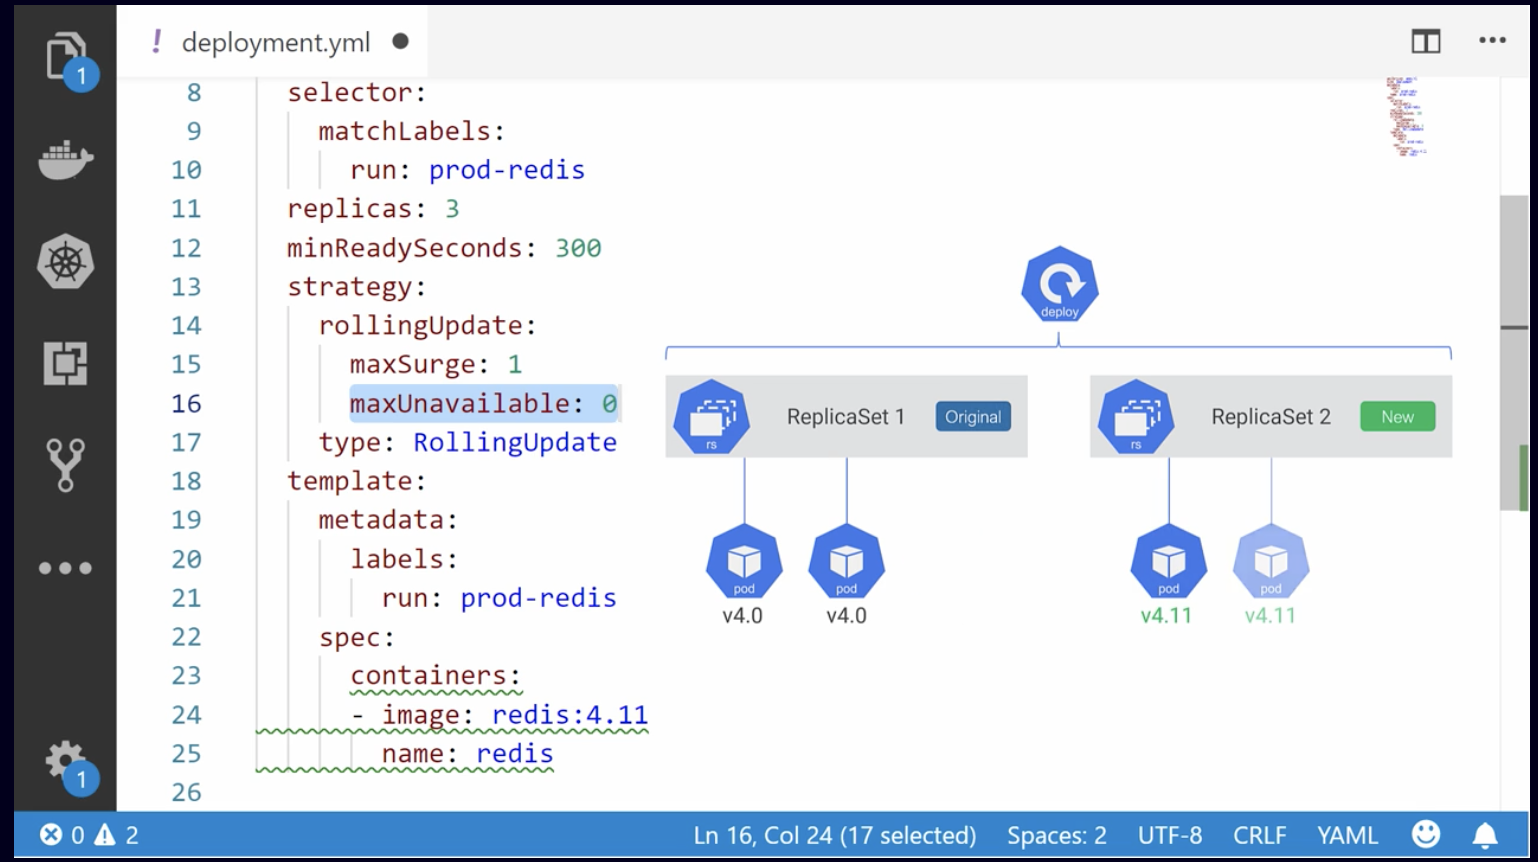 1
! deployment.yml
8 selector:
9 matchLabels:
10 run: prod-redis
11 replicas: 3
12 minReadySeconds: 300
13 strategy:
14 rollingUpdate:
15 maxSurge: 1
16 maxUnavailable: 0
17 type: RollingUpdate
18 template:
19 metadata:
20 labels:
21 run: prod-redis
22 spec:
23 containers:
24 - image: redis:4.11
25 name: redis
26
deploy
rs ReplicaSet 1 Original
rs ReplicaSet 2 New
pod pod pod pod
v4.0 v4.0 v4.11 v4.11
1
0 2 Ln 16, Col 24 (17 selected) Spaces: 2 UTF-8 CRLF YAML